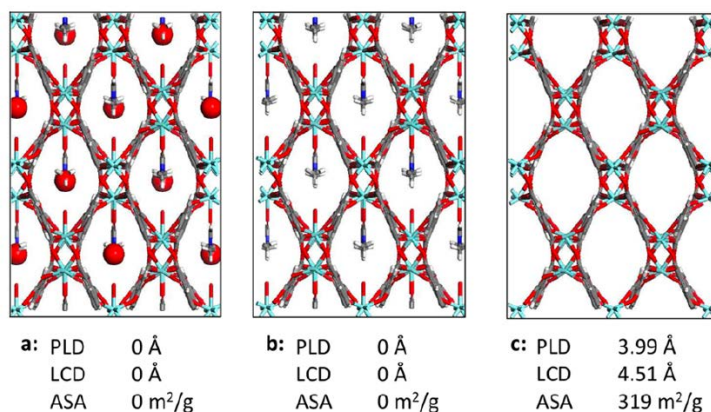 a: PLD 0 Å
LCD 0 Å
ASA 0 m²/g
b: PLD 0 Å
LCD 0 Å
ASA 0 m²/g
c: PLD 3.99 Å
LCD 4.51 Å
ASA 319 m²/g